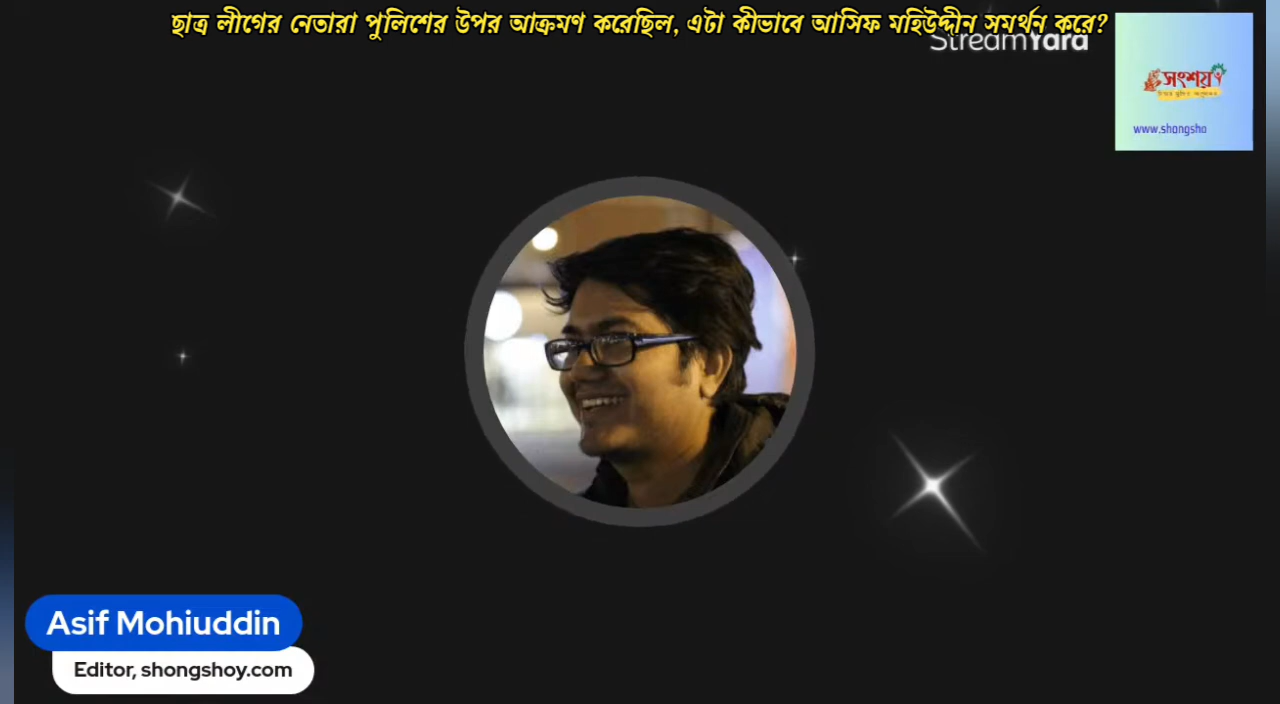 ছাত্র লীগের নেতারা পুলিশের উপর আক্রমণ করেছিল, এটা কীভাবে আসিফ মহিউদ্দীন সমর্থন করে?
StreamYard
সংশয়
www.shongsho
Asif Mohiuddin
Editor, shongshoy.com